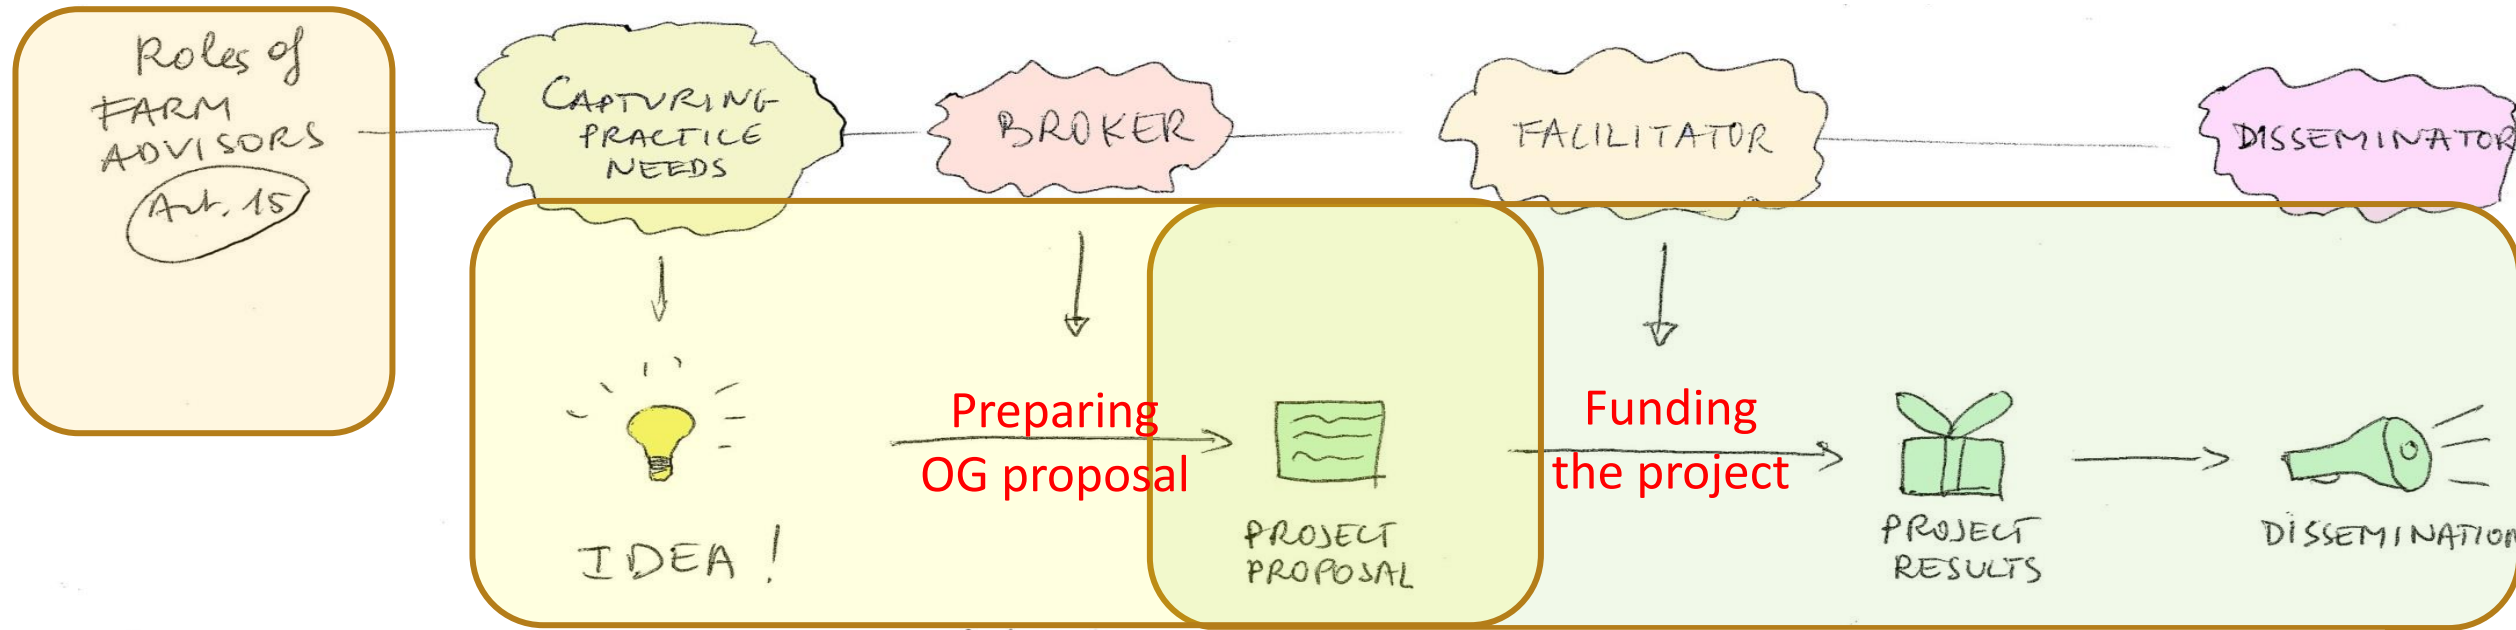 Roles of
FARM
ADVISORS
Art. 15
CAPTURING
PRACTICE
NEEDS
BROKER
FACILITATOR
DISSEMINATOR
IDEA !
Preparing
OG proposal
PROJECT
PROPOSAL
Funding
the project
PROJECT
RESULTS
DISSEMINATION